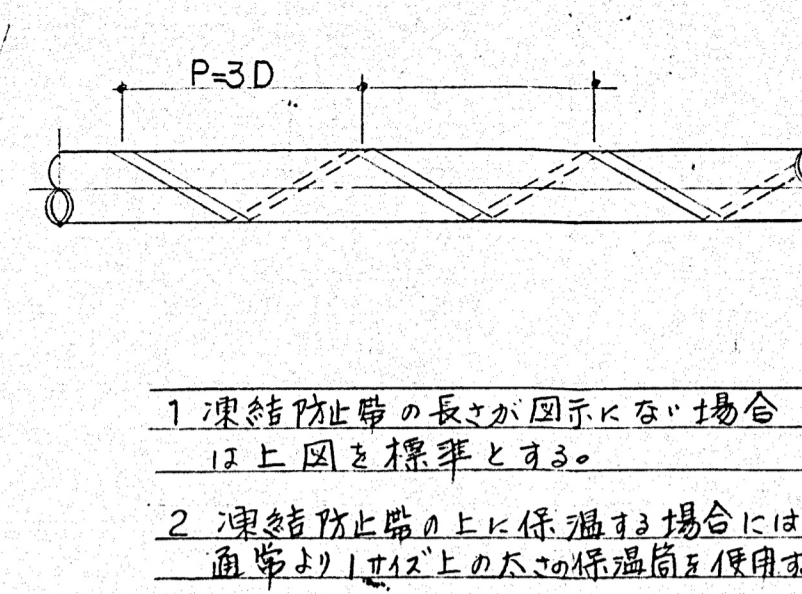 P=3D
1 凍結防止帯の長さが図示にない場合
は上図を標準とする。
2 凍結防止帯の上に保温する場合には
通常より1サイズ上の太さの保温筒を使用す